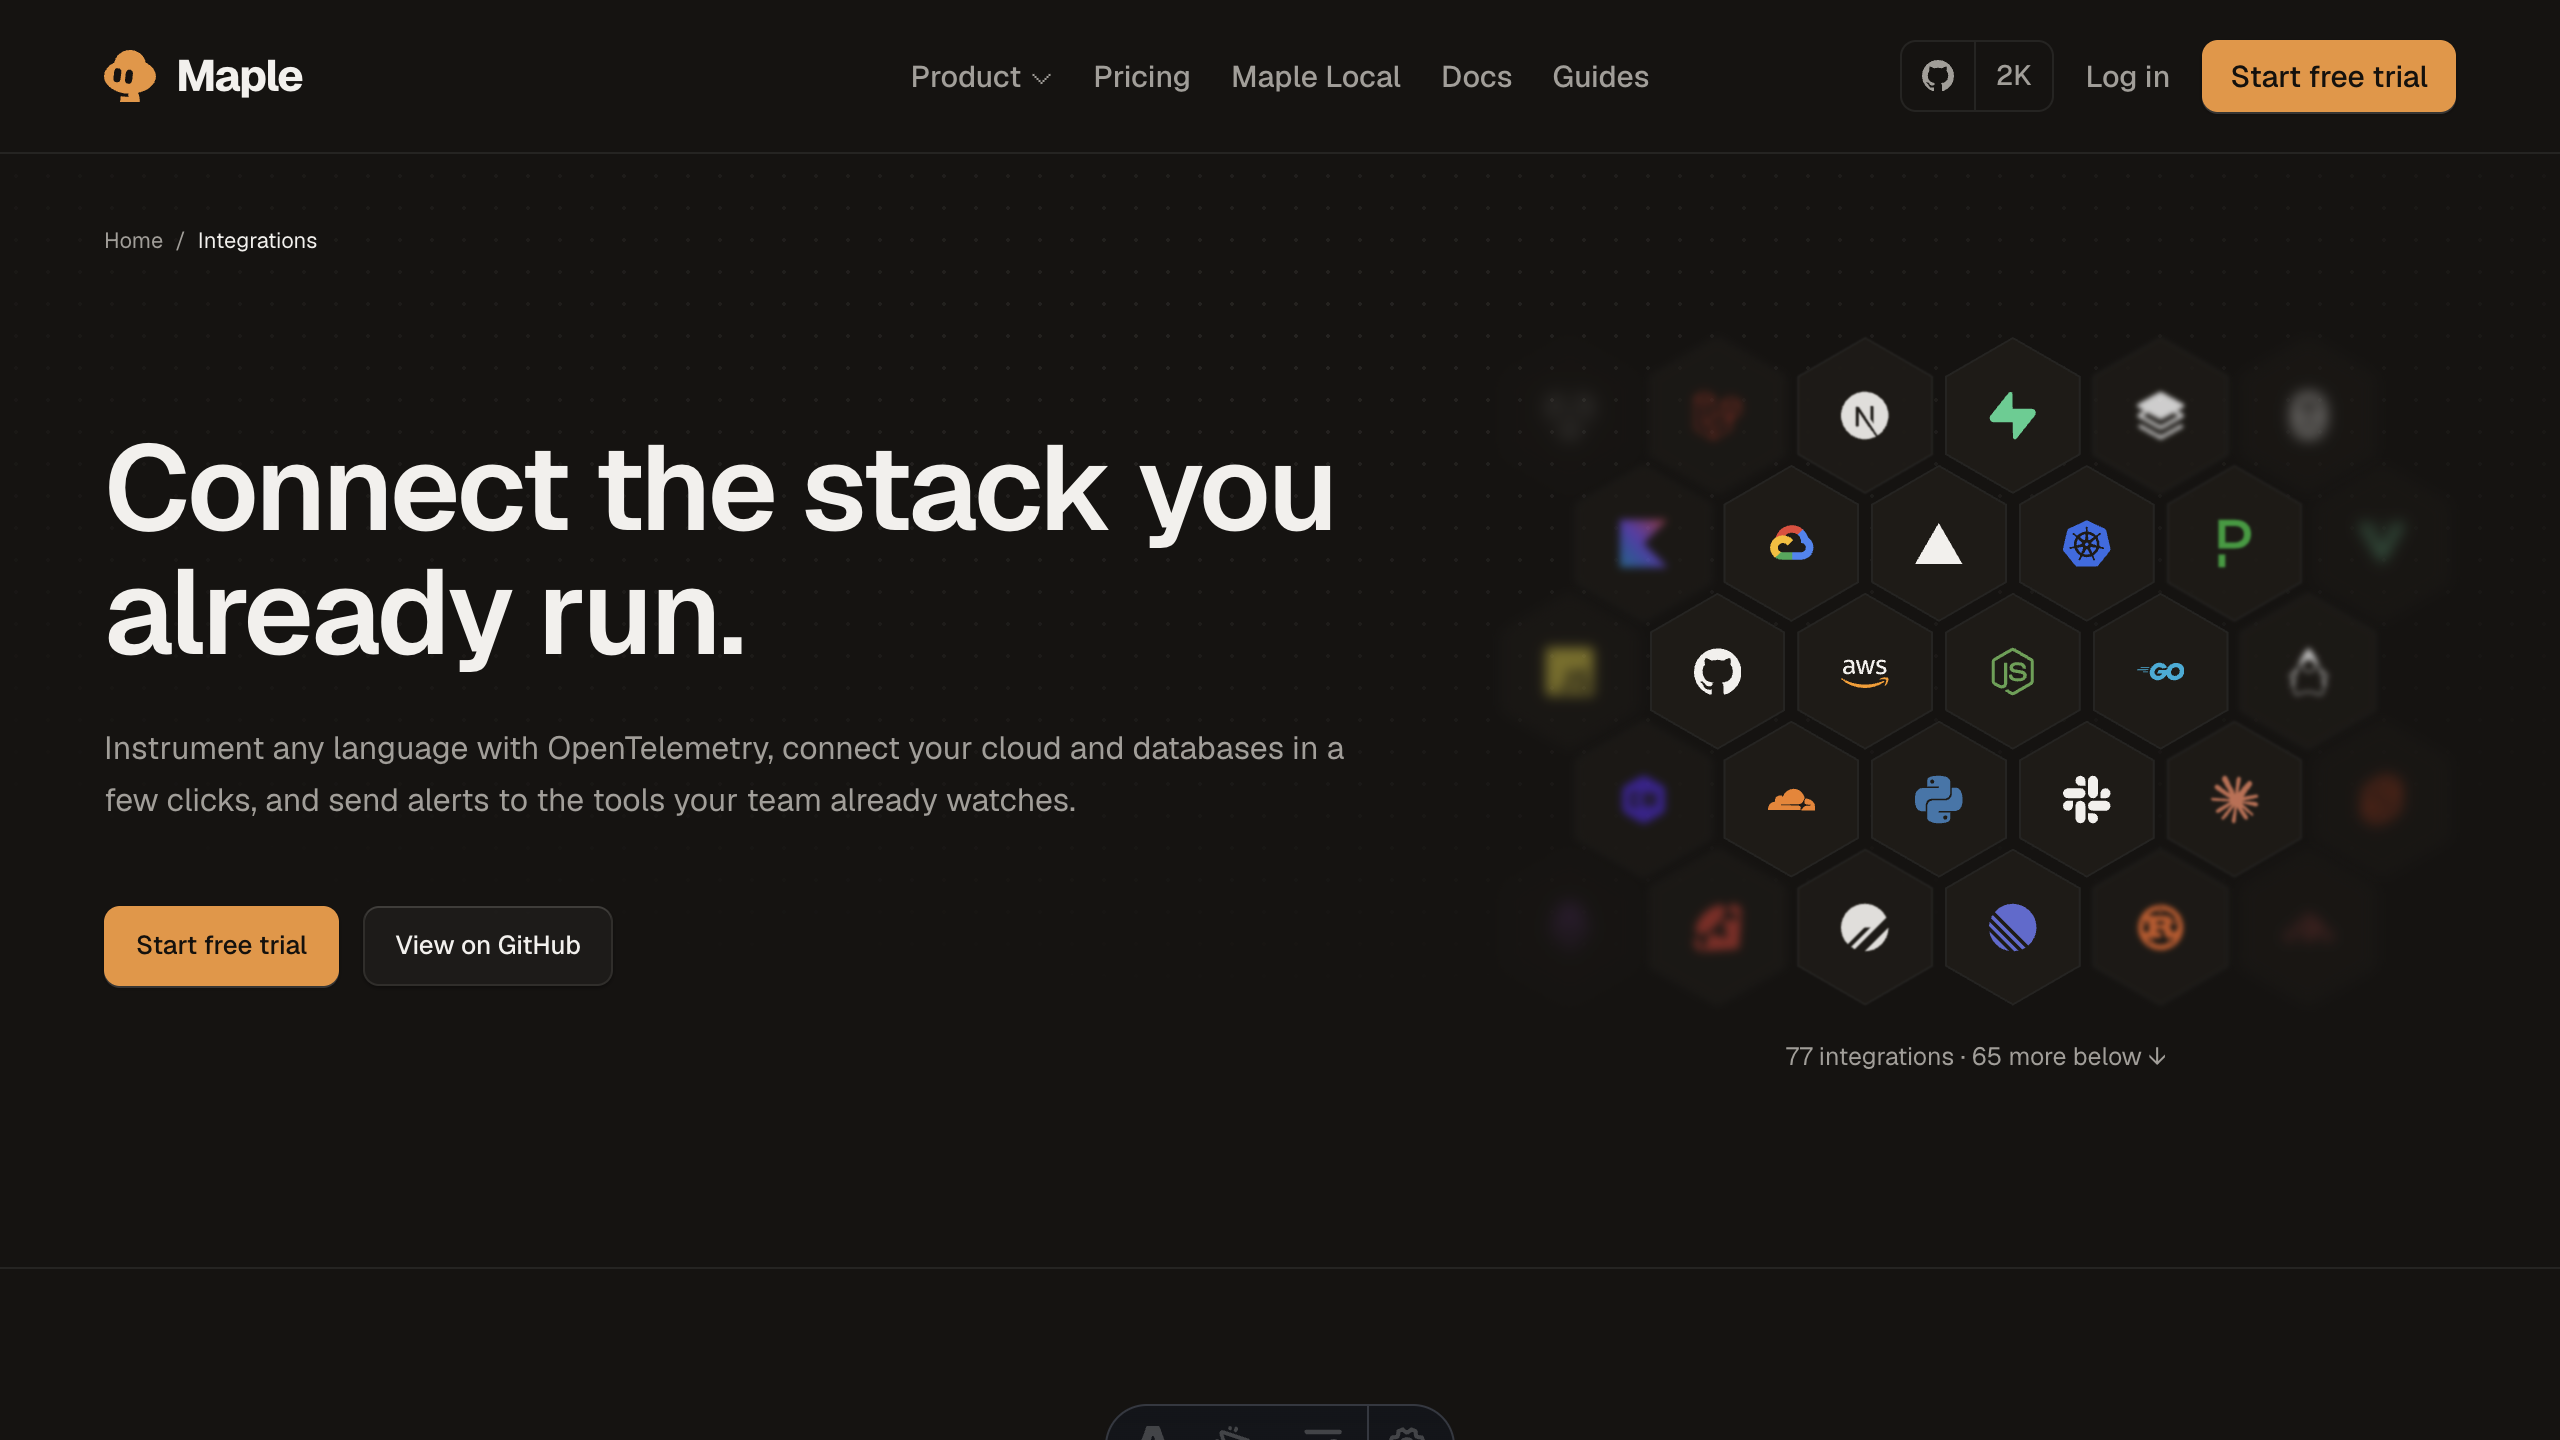 Maple
Product
Pricing
Maple Local
Docs
Guides
2K
Log in
Start free trial
Home / Integrations
Connect the stack you
already run.
Instrument any language with OpenTelemetry, connect your cloud and databases in a
few clicks, and send alerts to the tools your team already watches.
Start free trial
View on GitHub
N
P
aws
JS
GO
R
77 integrations · 65 more below ↓